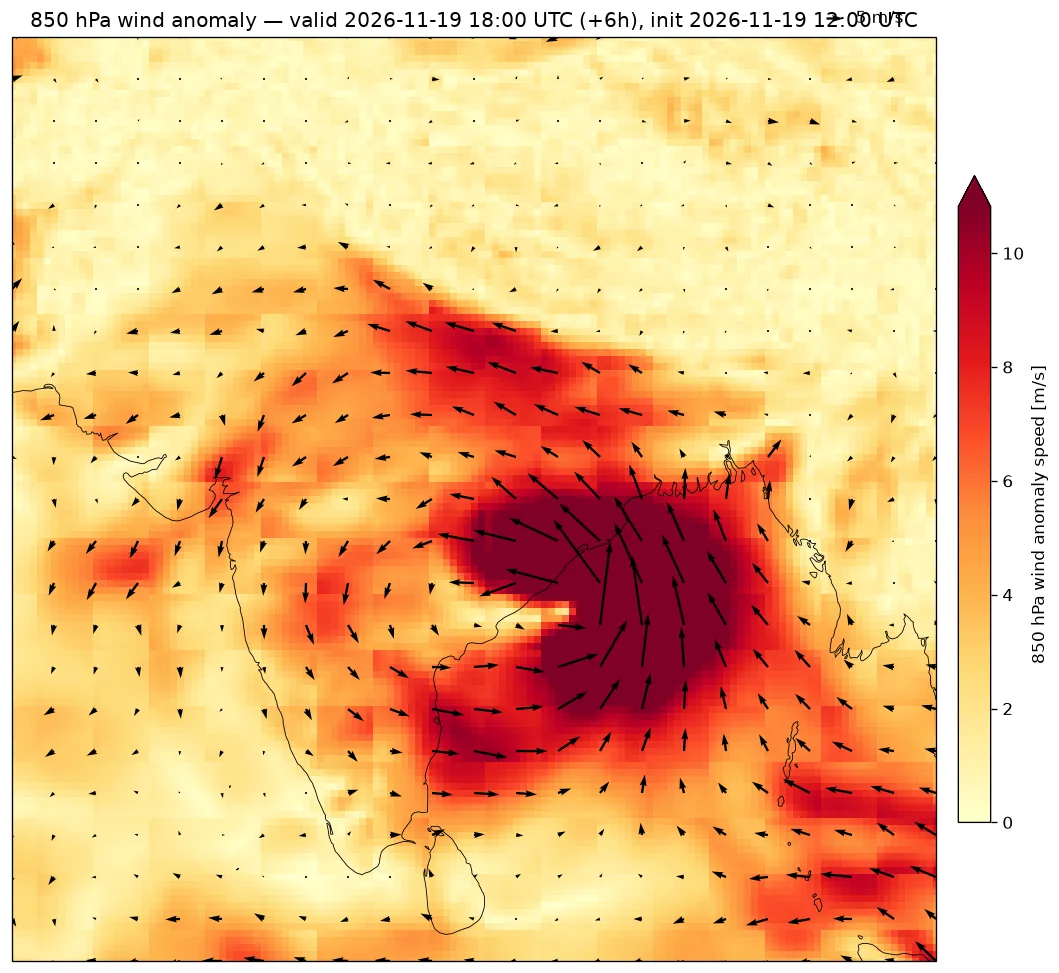 850 hPa wind anomaly — valid 2026-11-19 18:00 UTC (+6h), init 2026-11-19 12:00 UTC
5 m/s
10
8
6
4
2
0
850 hPa wind anomaly speed [m/s]